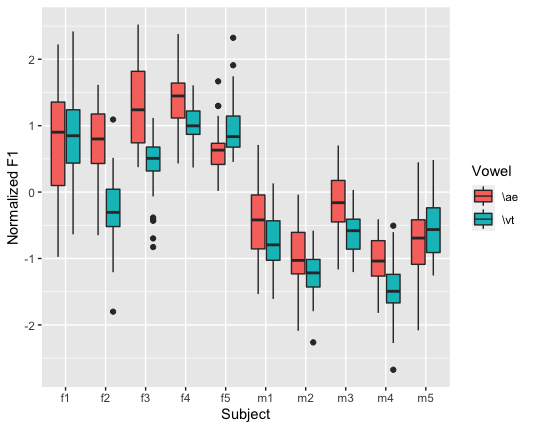 Normalized F1
2
1
0
-1
-2
f1 f2 f3 f4 f5 m1 m2 m3 m4 m5
Subject
Vowel
\ae
\vt